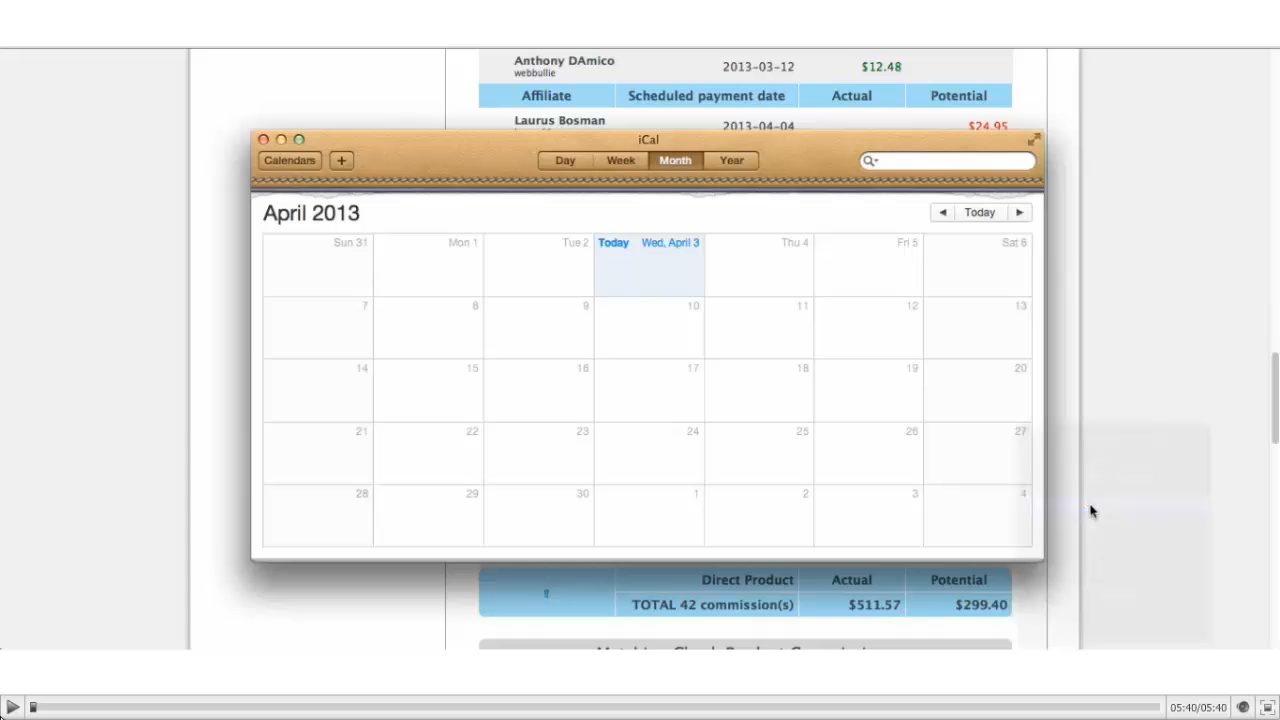 Anthony DAmico 2013-03-12 $12.48
webbullie
Affiliate Scheduled payment date Actual Potential
Laurus Bosman 2013-04-04 $24.95
iCal
Calendars + Day Week Month Year
April 2013 ◀ Today ▶
Sun 31 Mon 1 Tue 2 Today Wed, April 3 Thu 4 Fri 5 Sat 6
7 8 9 10 11 12 13
14 15 16 17 18 19 20
21 22 23 24 25 26 27
28 29 30 1 2 3 4
Direct Product Actual Potential
TOTAL 42 commission(s) $511.57 $299.40
05:40/05:40